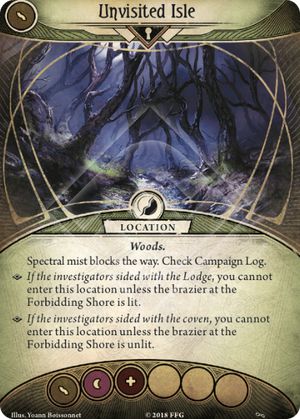 Unvisited Isle
LOCATION
Woods.
Spectral mist blocks the way. Check Campaign Log.
If the investigators sided with the Lodge, you cannot
enter this location unless the brazier at the
Forbidding Shore is lit.
If the investigators sided with the coven, you cannot
enter this location unless the brazier at the
Forbidding Shore is unlit.
Illus. Yoann Boissonnet
© 2018 FFG